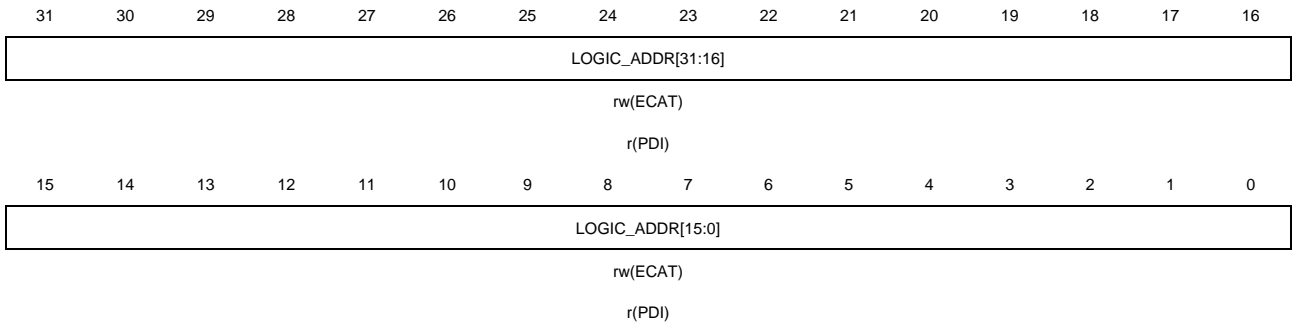 31 30 29 28 27 26 25 24 23 22 21 20 19 18 17 16
LOGIC_ADDR[31:16]
rw(ECAT)
r(PDI)
15 14 13 12 11 10 9 8 7 6 5 4 3 2 1 0
LOGIC_ADDR[15:0]
rw(ECAT)
r(PDI)